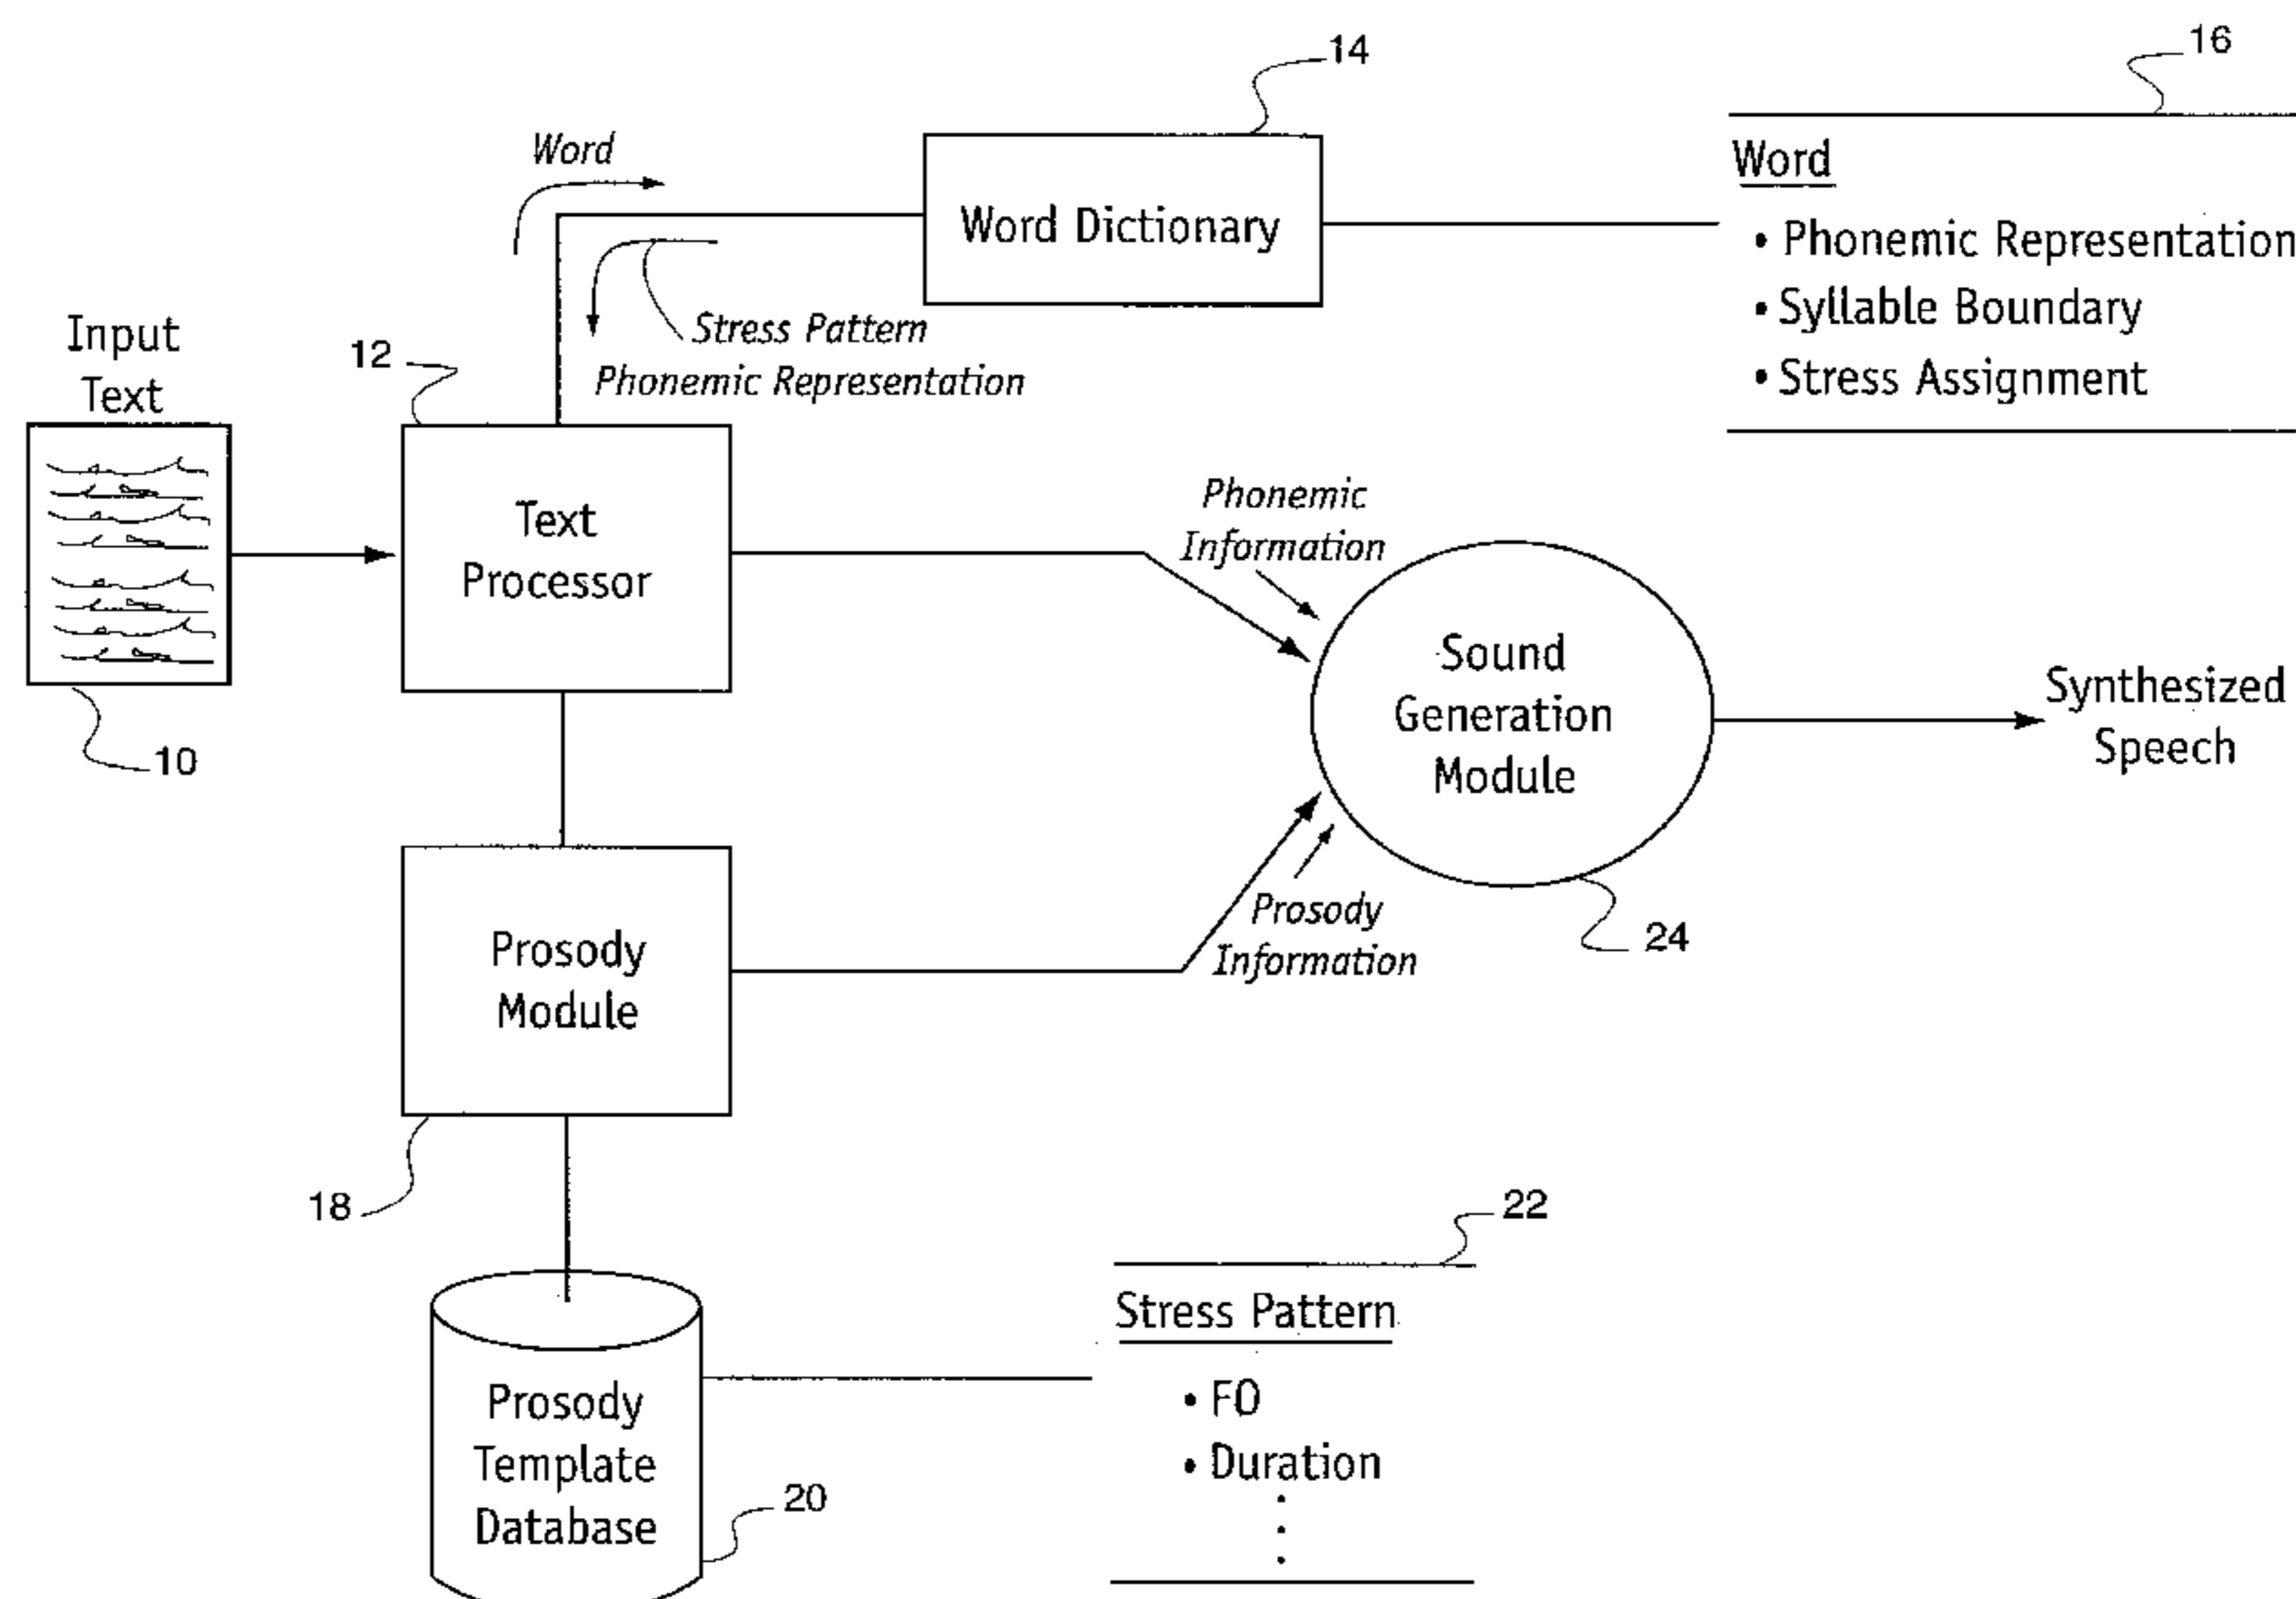 14
16
Word
Word Dictionary
Word
• Phonemic Representation
• Syllable Boundary
• Stress Assignment
Stress Pattern
Phonemic Representation
Input
Text
12
Text
Processor
Phonemic
Information
10
Sound
Generation
Module
Synthesized
Speech
Prosody
Information
24
Prosody
Module
18
22
Stress Pattern
• F0
• Duration
Prosody
Template
Database
20